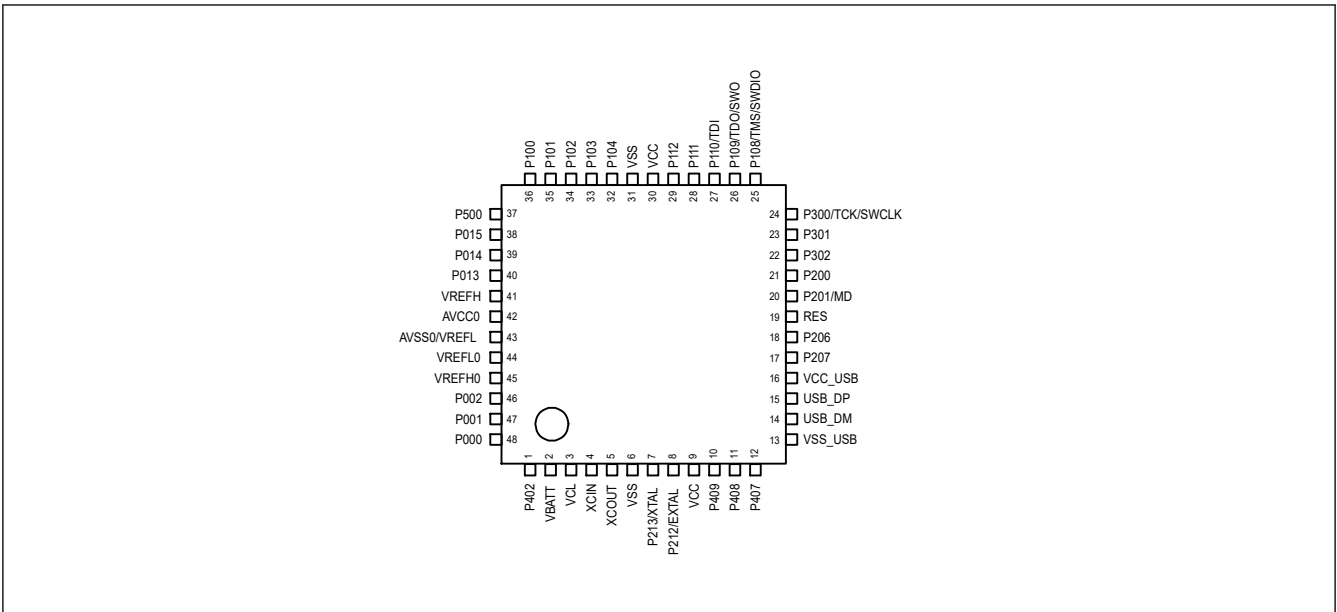 P100
P101
P102
P103
P104
VSS
VCC
P112
P111
P110/TDI
P109/TDO/SWO
P108/TMS/SWDIO
36
35
34
33
32
31
30
29
28
27
26
25
P500 37
P015 38
P014 39
P013 40
VREFH 41
AVCC0 42
AVSS0/VREFL 43
VREFL0 44
VREFH0 45
P002 46
P001 47
P000 48
24 P300/TCK/SWCLK
23 P301
22 P302
21 P200
20 P201/MD
19 RES
18 P206
17 P207
16 VCC_USB
15 USB_DP
14 USB_DM
13 VSS_USB
1
2
3
4
5
6
7
8
9
10
11
12
P402
VBATT
VCL
XCIN
XCOUT
VSS
P213/XTAL
P212/EXTAL
VCC
P409
P408
P407